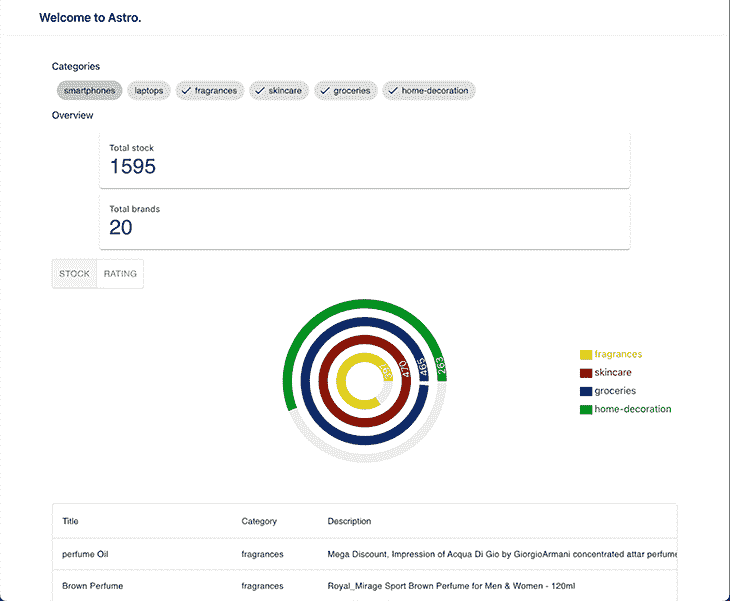 Welcome to Astro.
Categories
smartphones laptops fragrances skincare groceries home-decoration
Overview
Total stock
1595
Total brands
20
STOCK RATING
470 465 263
fragrances
skincare
groceries
home-decoration
Title Category Description
perfume Oil fragrances Mega Discount, Impression of Acqua Di Gio by GiorgioArmani concentrated attar perfume
Brown Perfume fragrances Royal_Mirage Sport Brown Perfume for Men & Women - 120ml